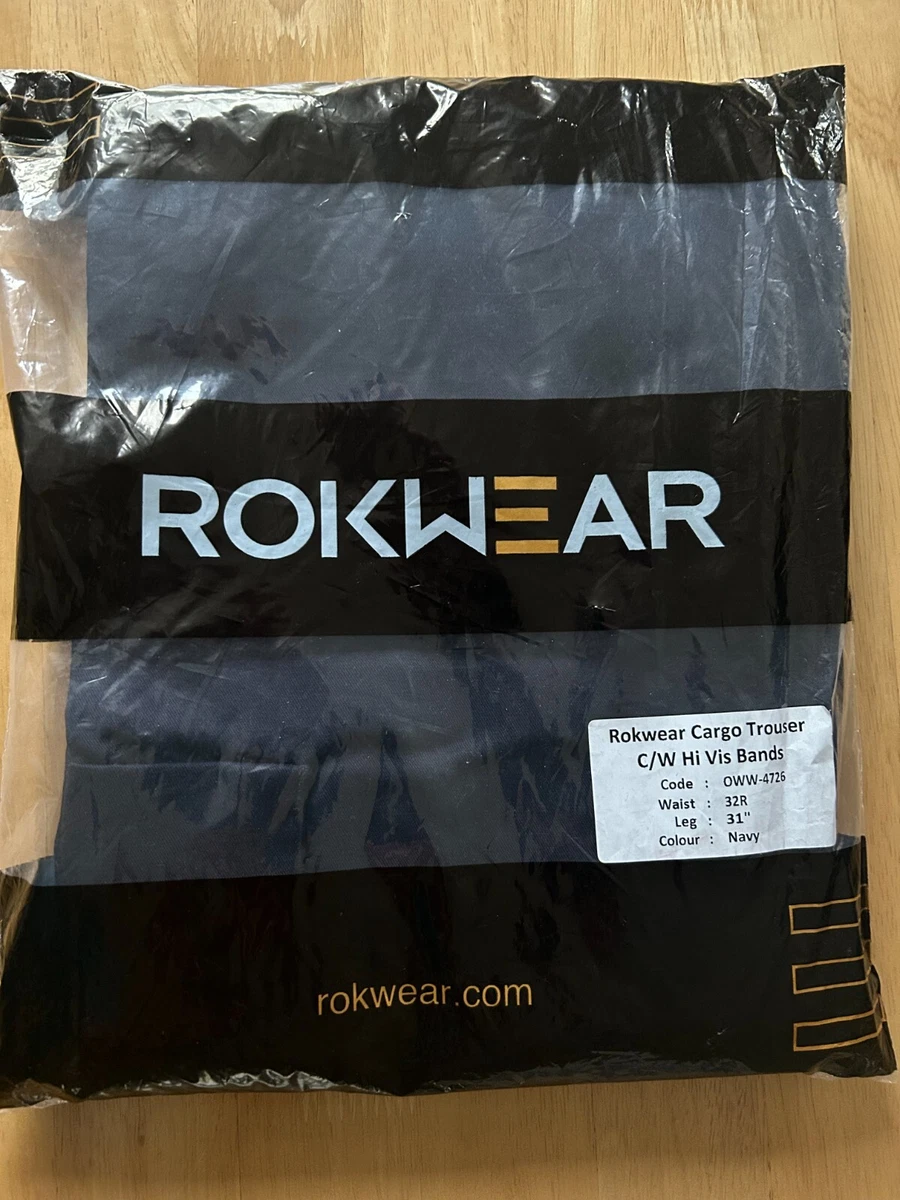 ROKWEAR
Rokwear Cargo Trouser
C/W Hi Vis Bands
Code : OWW-4726
Waist : 32R
Leg : 31"
Colour : Navy
rokwear.com